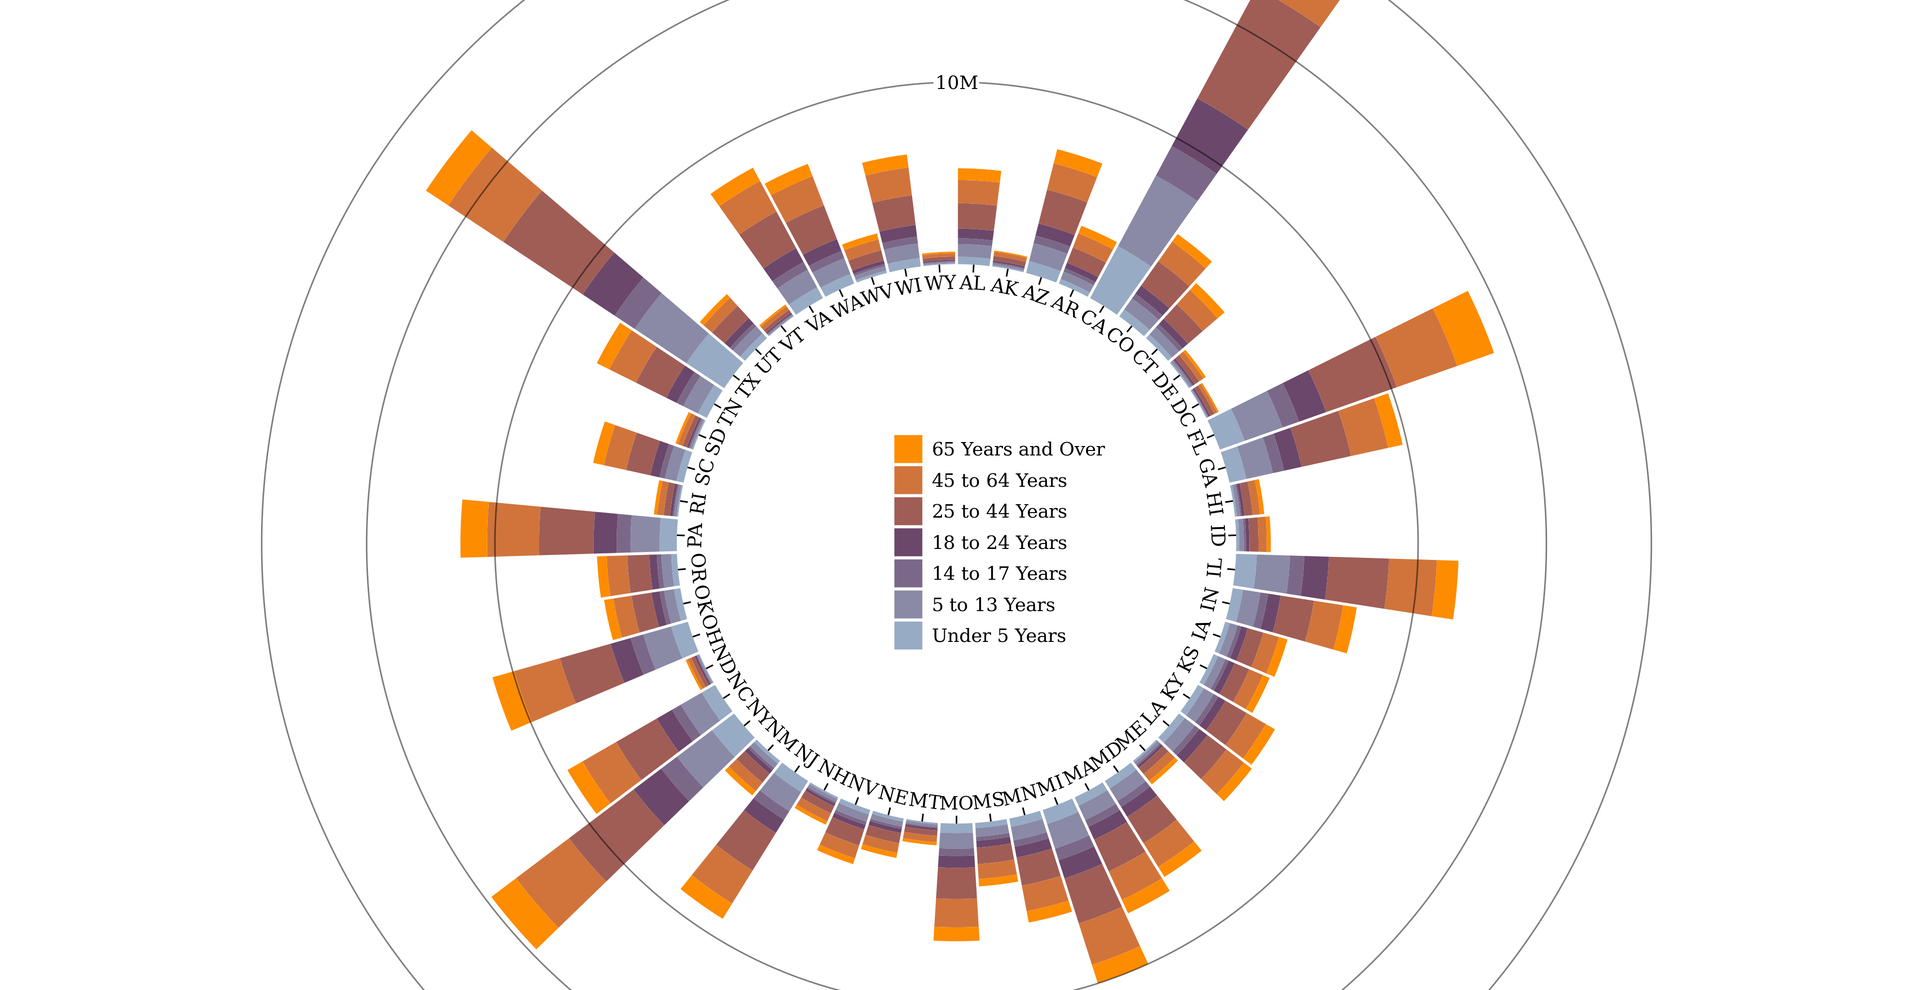 10M
AL
AK
AZ
AR
CA
CO
CT
DE
DC
FL
GA
HI
ID
IL
IN
IA
KS
KY
LA
ME
MD
MA
MI
MN
MS
MO
MT
NE
NV
NH
NJ
NM
NY
NC
ND
OH
OK
OR
PA
RI
SC
SD
TN
TX
UT
VT
VA
WA
WV
WI
WY
65 Years and Over
45 to 64 Years
25 to 44 Years
18 to 24 Years
14 to 17 Years
5 to 13 Years
Under 5 Years